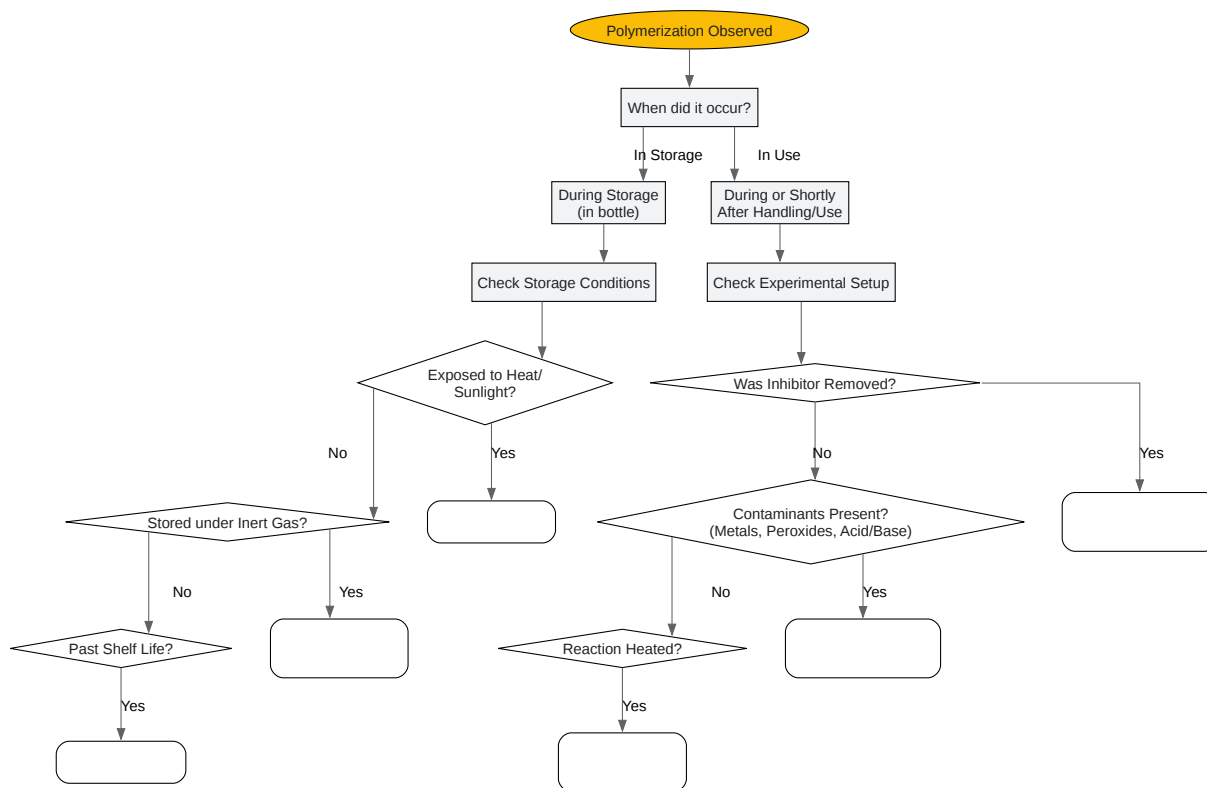 Polymerization Observed
When did it occur?
In Storage
In Use
During Storage
(in bottle)
During or Shortly
After Handling/Use
Check Storage Conditions
Check Experimental Setup
Exposed to Heat/
Sunlight?
Was Inhibitor Removed?
No
Yes
No
Yes
Stored under Inert Gas?
Contaminants Present?
(Metals, Peroxides, Acid/Base)
No
Yes
No
Yes
Past Shelf Life?
Reaction Heated?
Yes
Yes